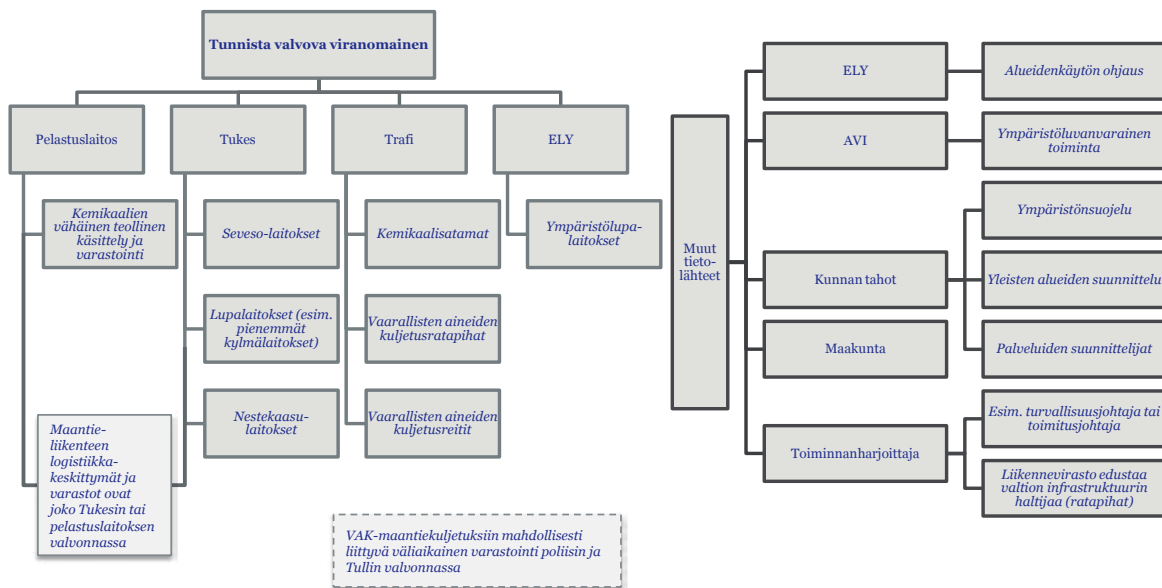 Tunnista valvova viranomainen
Pelastuslaitos
Tukes
Trafi
ELY
Kemikaalien
vähäinen teollinen
käsittely ja
varastointi
Seveso-laitokset
Kemikaalisatamat
Ympäristölupa-
laitokset
Lupalaitokset (esim.
pienemmät
kylmälaitokset)
Vaarallisten aineiden
kuljetusratapihat
Nestekaasu-
laitokset
Vaarallisten aineiden
kuljetusreitit
Maantie-
liikenteen
logistiikka-
keskittymät ja
varastot ovat
joko Tukesin tai
pelastuslaitoksen
valvonnassa
VAK-maantiekuljetuksiin mahdollisesti
liittyvä väliaikainen varastointi poliisin ja
Tullin valvonnassa
Muut
tieto-
lähteet
ELY
Alueidenkäytön ohjaus
AVI
Ympäristöluvanvarainen
toiminta
Kunnan tahot
Ympäristönsuojelu
Yleisten alueiden suunnittelu
Palveluiden suunnittelijat
Maakunta
Toiminnanharjoittaja
Esim. turvallisuusjohtaja tai
toimitusjohtaja
Liikennevirasto edustaa
valtion infrastruktuurin
haltijaa (ratapihat)